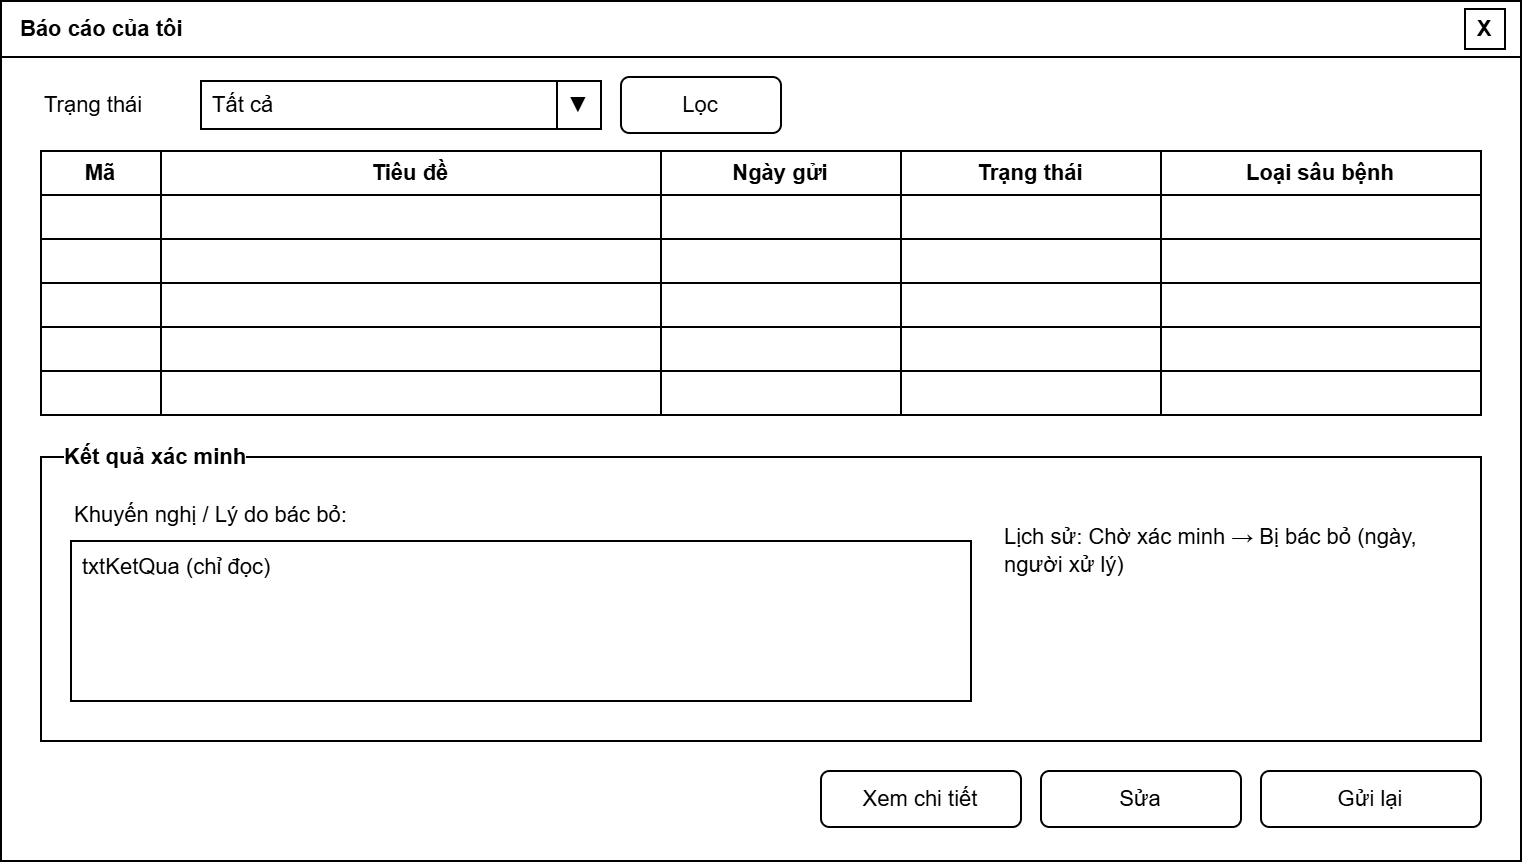 Báo cáo của tôi
X
Trạng thái
Tất cả
▼
Lọc
Mã
Tiêu đề
Ngày gửi
Trạng thái
Loại sâu bệnh
Kết quả xác minh
Khuyến nghị / Lý do bác bỏ:
txtKetQua (chỉ đọc)
Lịch sử: Chờ xác minh → Bị bác bỏ (ngày,
người xử lý)
Xem chi tiết
Sửa
Gửi lại